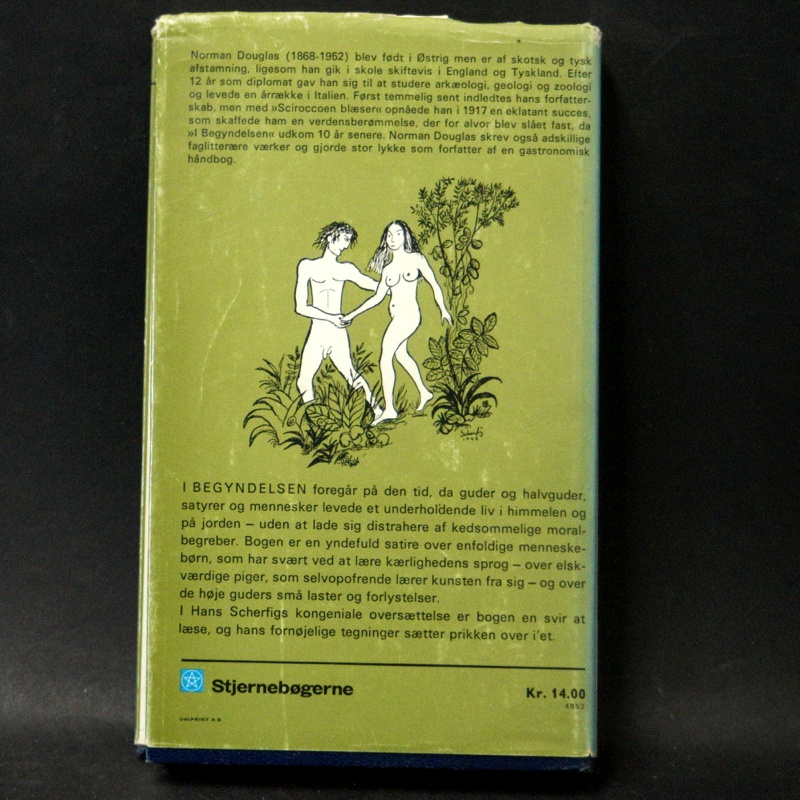 Norman Douglas (1868-1952) blev født i Østrig men er af skotsk og tysk
afstamning, ligesom han gik i skole skiftevis i England og Tyskland. Efter
12 år som diplomat gav han sig til at studere arkæologi, geologi og zoologi
og levede en årrække i Italien. Først temmelig sent indledtes hans forfatter-
skab, men med »Sciroccoen blæser« opnåede han i 1917 en eklatant succes,
som skaffede ham en verdensberømmelse, der for alvor blev slået fast, da
»I Begyndelsen« udkom 10 år senere. Norman Douglas skrev også adskillige
faglitterære værker og gjorde stor lykke som forfatter af en gastronomisk
håndbog.
Scherfig
I BEGYNDELSEN foregår på den tid, da guder og halvguder,
satyrer og mennesker levede et underholdende liv i himmelen og
på jorden – uden at lade sig distrahere af kedsommelige moral-
begreber. Bogen er en yndefuld satire over enfoldige menneske-
børn, som har svært ved at lære kærlighedens sprog – over elsk-
værdige piger, som selvopofrende lærer kunsten fra sig – og over
de høje guders små laster og forlystelser.
I Hans Scherfigs kongeniale oversættelse er bogen en svir at
læse, og hans fornøjelige tegninger sætter prikken over i'et.
Stjernebøgerne
Kr. 14.00
4852
UNIPRINT A/S